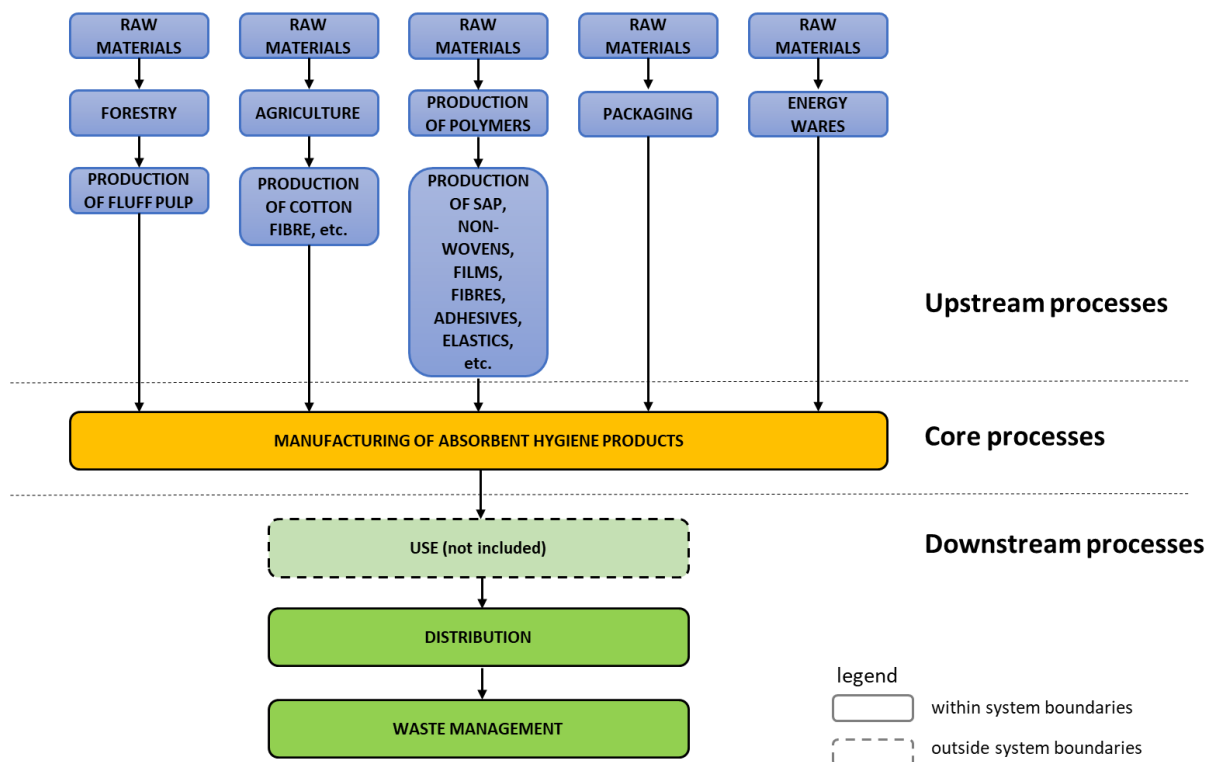 RAW
MATERIALS
RAW
MATERIALS
RAW
MATERIALS
RAW
MATERIALS
RAW
MATERIALS
FORESTRY
AGRICULTURE
PRODUCTION
OF POLYMERS
PACKAGING
ENERGY
WARES
PRODUCTION
OF FLUFF PULP
PRODUCTION
OF COTTON
FIBRE, etc.
PRODUCTION
OF SAP,
NON-
WOVENS,
FILMS,
FIBRES,
ADHESIVES,
ELASTICS,
etc.
Upstream processes
MANUFACTURING OF ABSORBENT HYGIENE PRODUCTS
Core processes
USE (not included)
Downstream processes
DISTRIBUTION
WASTE MANAGEMENT
legend
within system boundaries
outside system boundaries